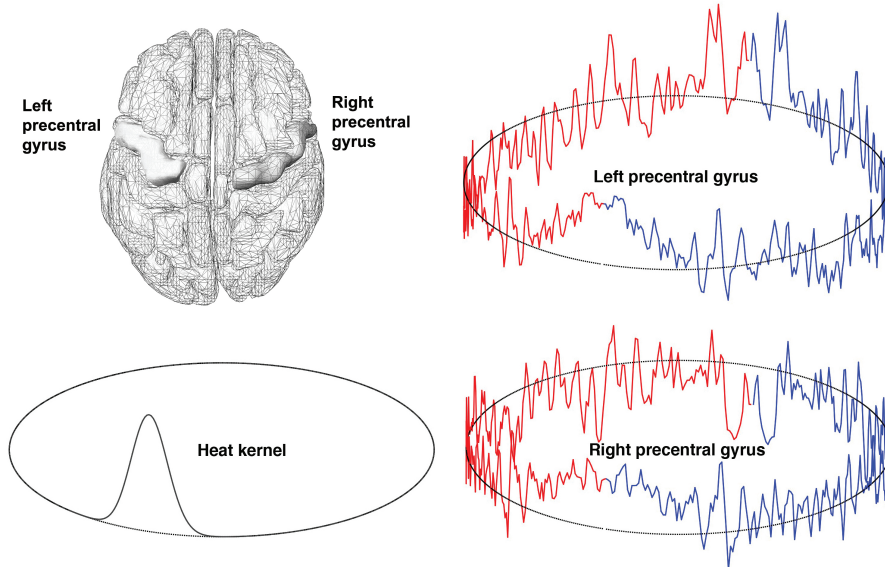 Left
precentral
gyrus
Right
precentral
gyrus
Left precentral gyrus
Heat kernel
Right precentral gyrus